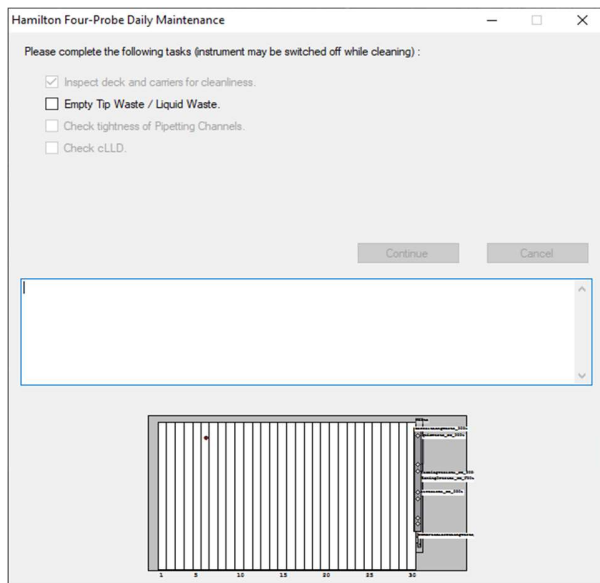 Hamilton Four-Probe Daily Maintenance
Please complete the following tasks (instrument may be switched off while cleaning) :
Inspect deck and carriers for cleanliness.
Empty Tip Waste / Liquid Waste.
Check tightness of Pipetting Channels.
Check cLLD.
Continue
Cancel
1 5 10 15 20 25 30